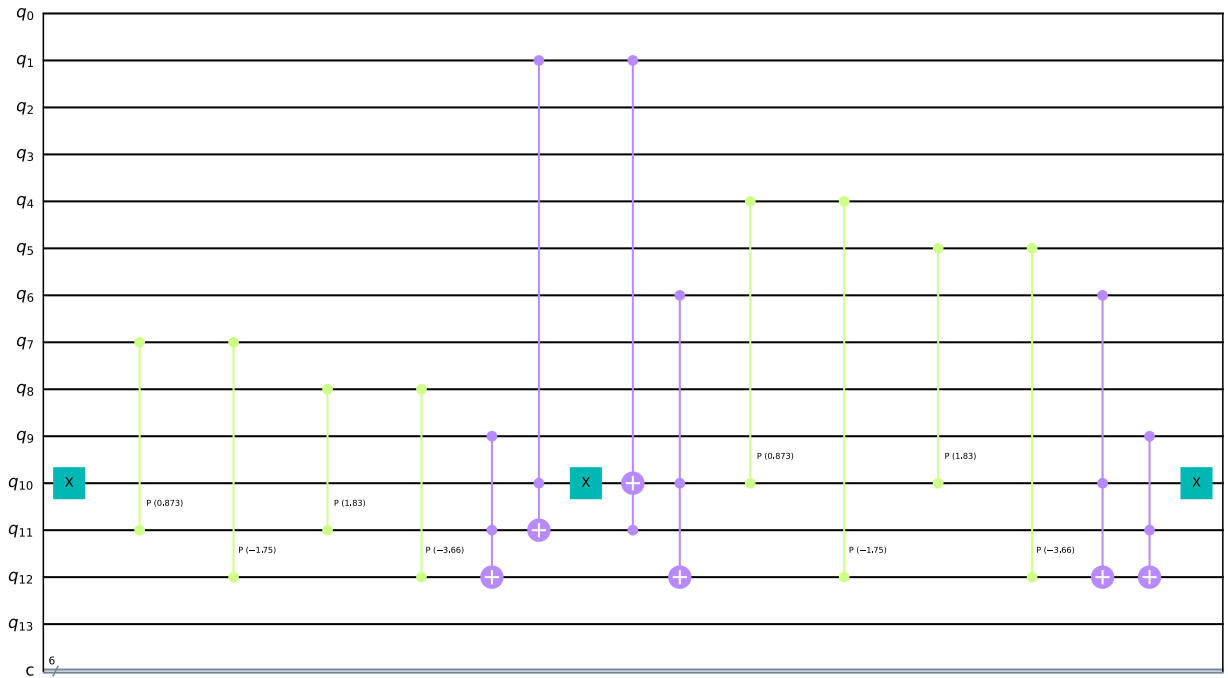 q0
q1
q2
q3
q4
P (0.873)
P (−1.75)
q5
P (1.83)
P (−3.66)
q6
q7
P (0.873)
P (−1.75)
q8
P (1.83)
P (−3.66)
q9
q10
X
X
X
q11
q12
q13
6
c